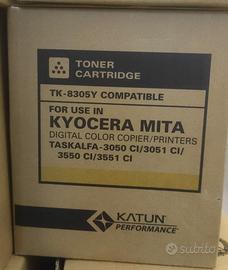 TONER
CARTRIDGE
TK-8305Y COMPATIBLE
FOR USE IN
KYOCERA MITA
DIGITAL COLOR COPIER/PRINTERS
TASKALFA-3050 CI/3051 CI/
3550 CI/3551 CI
KATUN
PERFORMANCE
subito